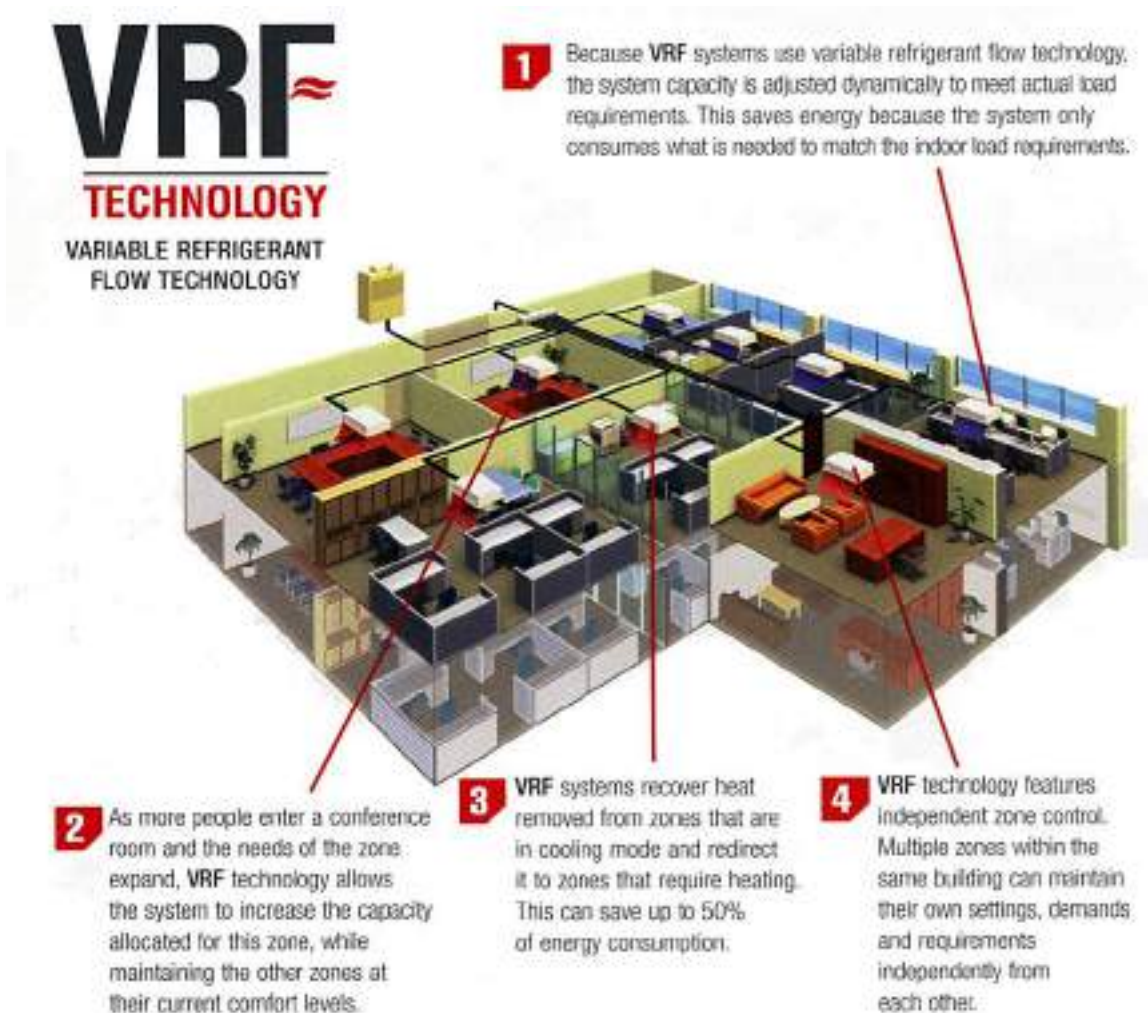 VRF
TECHNOLOGY
VARIABLE REFRIGERANT
FLOW TECHNOLOGY
1
Because VRF systems use variable refrigerant flow technology,
the system capacity is adjusted dynamically to meet actual load
requirements. This saves energy because the system only
consumes what is needed to match the indoor load requirements.
2
As more people enter a conference
room and the needs of the zone
expand, VRF technology allows
the system to increase the capacity
allocated for this zone, while
maintaining the other zones at
their current comfort levels.
3
VRF systems recover heat
removed from zones that are
in cooling mode and redirect
it to zones that require heating.
This can save up to 50%
of energy consumption.
4
VRF technology features
independent zone control.
Multiple zones within the
same building can maintain
their own settings, demands
and requirements
independently from
each other.